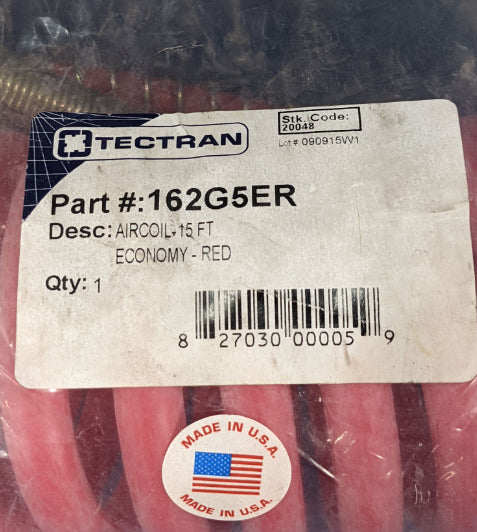 TECTRAN
Stk. Code:
20048
Lot # 090915W1
Part #:162G5ER
Desc: AIRCOIL-15 FT
ECONOMY - RED
Qty: 1
8 27030 00005 9
MADE IN U.S.A.
MADE IN U.S.A.